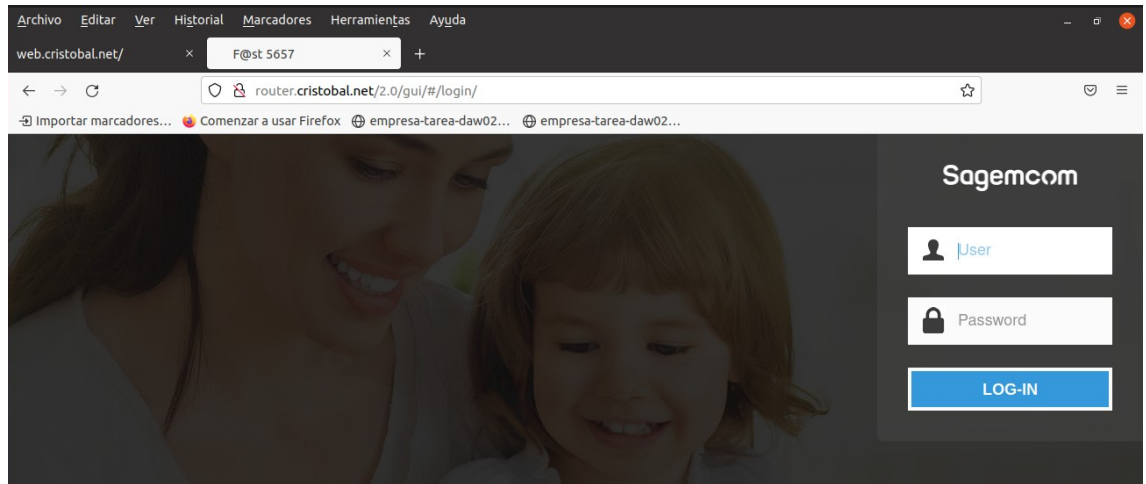 Archivo Editar Ver Historial Marcadores Herramientas Ayuda
web.cristobal.net/ F@st 5657
router.cristobal.net/2.0/gui/#/login/
Importar marcadores... Comenzar a usar Firefox empresa-tarea-daw02... empresa-tarea-daw02...
Sagemcom
User
Password
LOG-IN